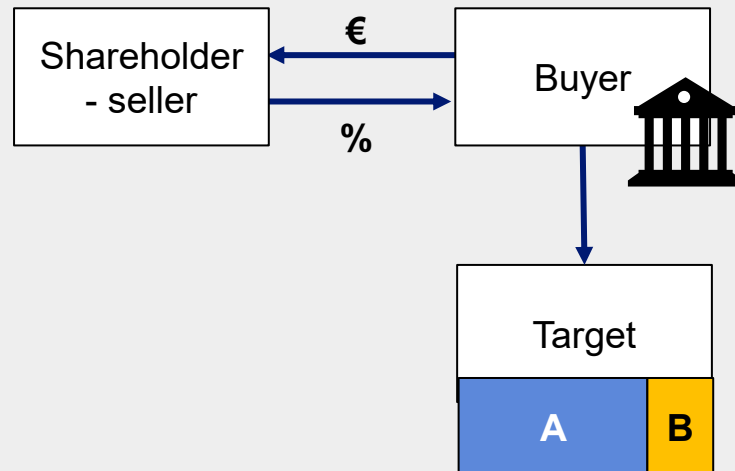 Shareholder
- seller
€
%
Buyer
Target
A
B